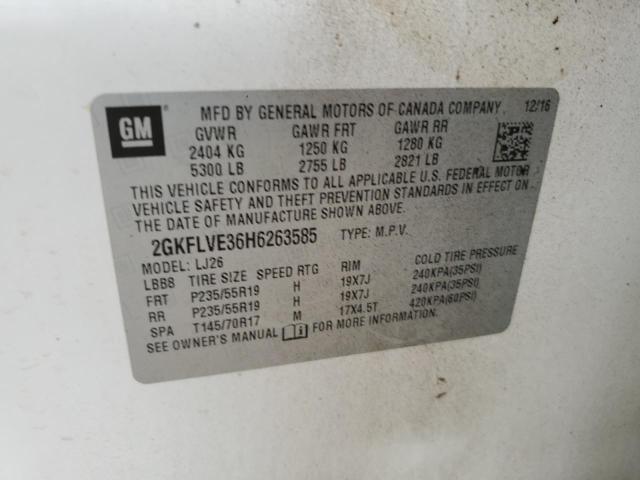 GM
MFD BY GENERAL MOTORS OF CANADA COMPANY 12/16
GVWR GAWR FRT GAWR RR
2404 KG 1250 KG 1280 KG
5300 LB 2755 LB 2821 LB
THIS VEHICLE CONFORMS TO ALL APPLICABLE U.S. FEDERAL MOTOR
VEHICLE SAFETY AND THEFT PREVENTION STANDARDS IN EFFECT ON
THE DATE OF MANUFACTURE SHOWN ABOVE.
2GKFLVE36H6263585 TYPE: M.P.V.
MODEL: LJ26
LBB8 TIRE SIZE SPEED RTG RIM COLD TIRE PRESSURE
FRT P235/55R19 H 19X7J 240KPA(35PSI)
RR P235/55R19 H 19X7J 240KPA(35PSI)
SPA T145/70R17 M 17X4.5T 420KPA(60PSI)
SEE OWNER'S MANUAL FOR MORE INFORMATION.